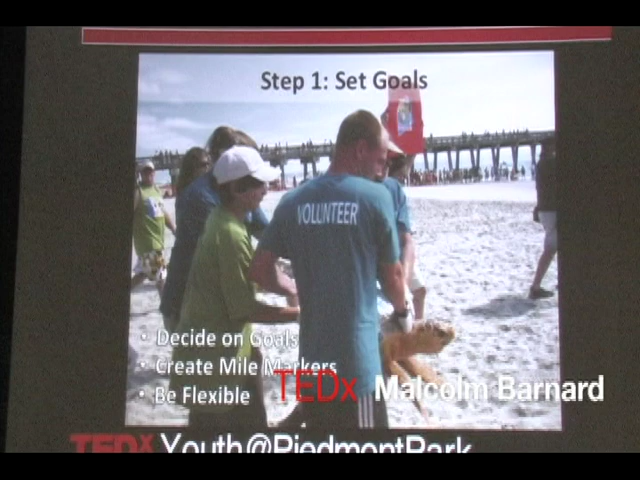 Step 1: Set Goals
VOLUNTEER
• Decide on Goals
• Create Mile Markers
• Be Flexible
TEDx Malcolm Barnard
TEDx Youth@PiedmontPark